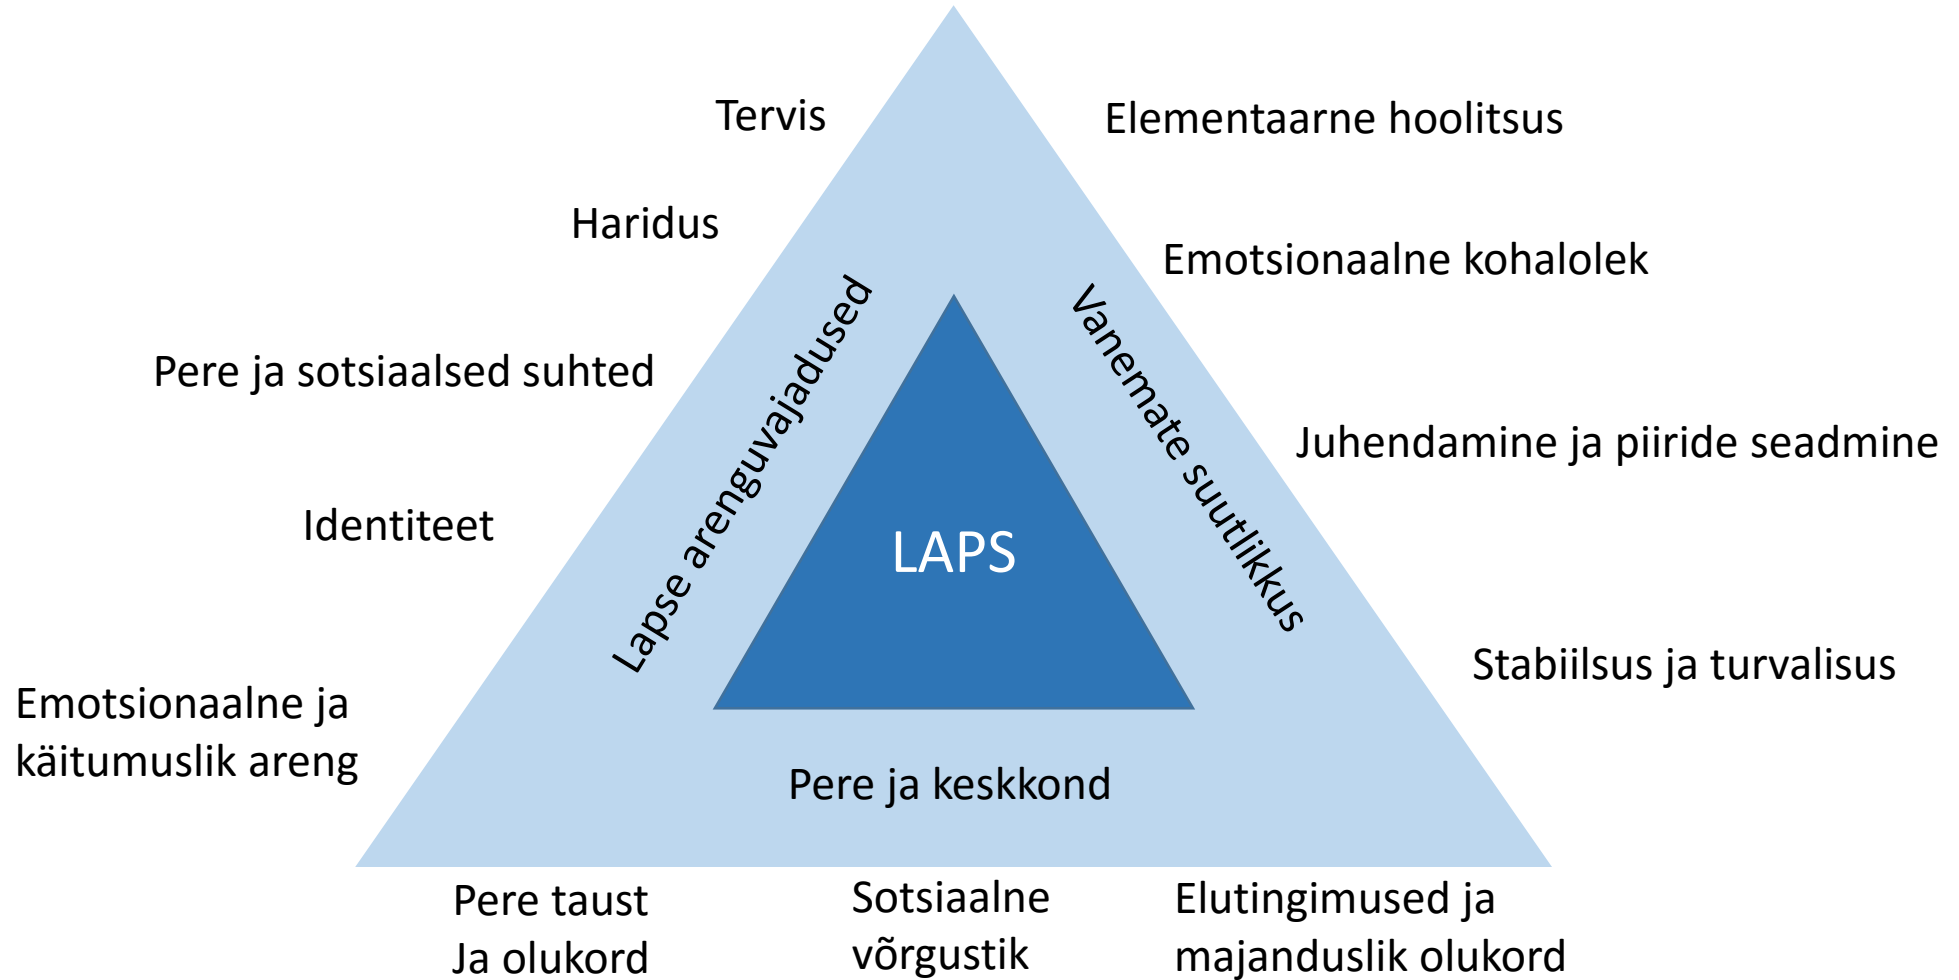 Tervis
Elementaarne hoolitsus
Haridus
Emotsionaalne kohalolek
Pere ja sotsiaalsed suhted
Lapse arenguvajadused
Vanemate suutlikkus
Juhendamine ja piiride seadmine
Identiteet
LAPS
Stabiilsus ja turvalisus
Emotsionaalne ja
käitumuslik areng
Pere ja keskkond
Pere taust
Ja olukord
Sotsiaalne
võrgustik
Elutingimused ja
majanduslik olukord